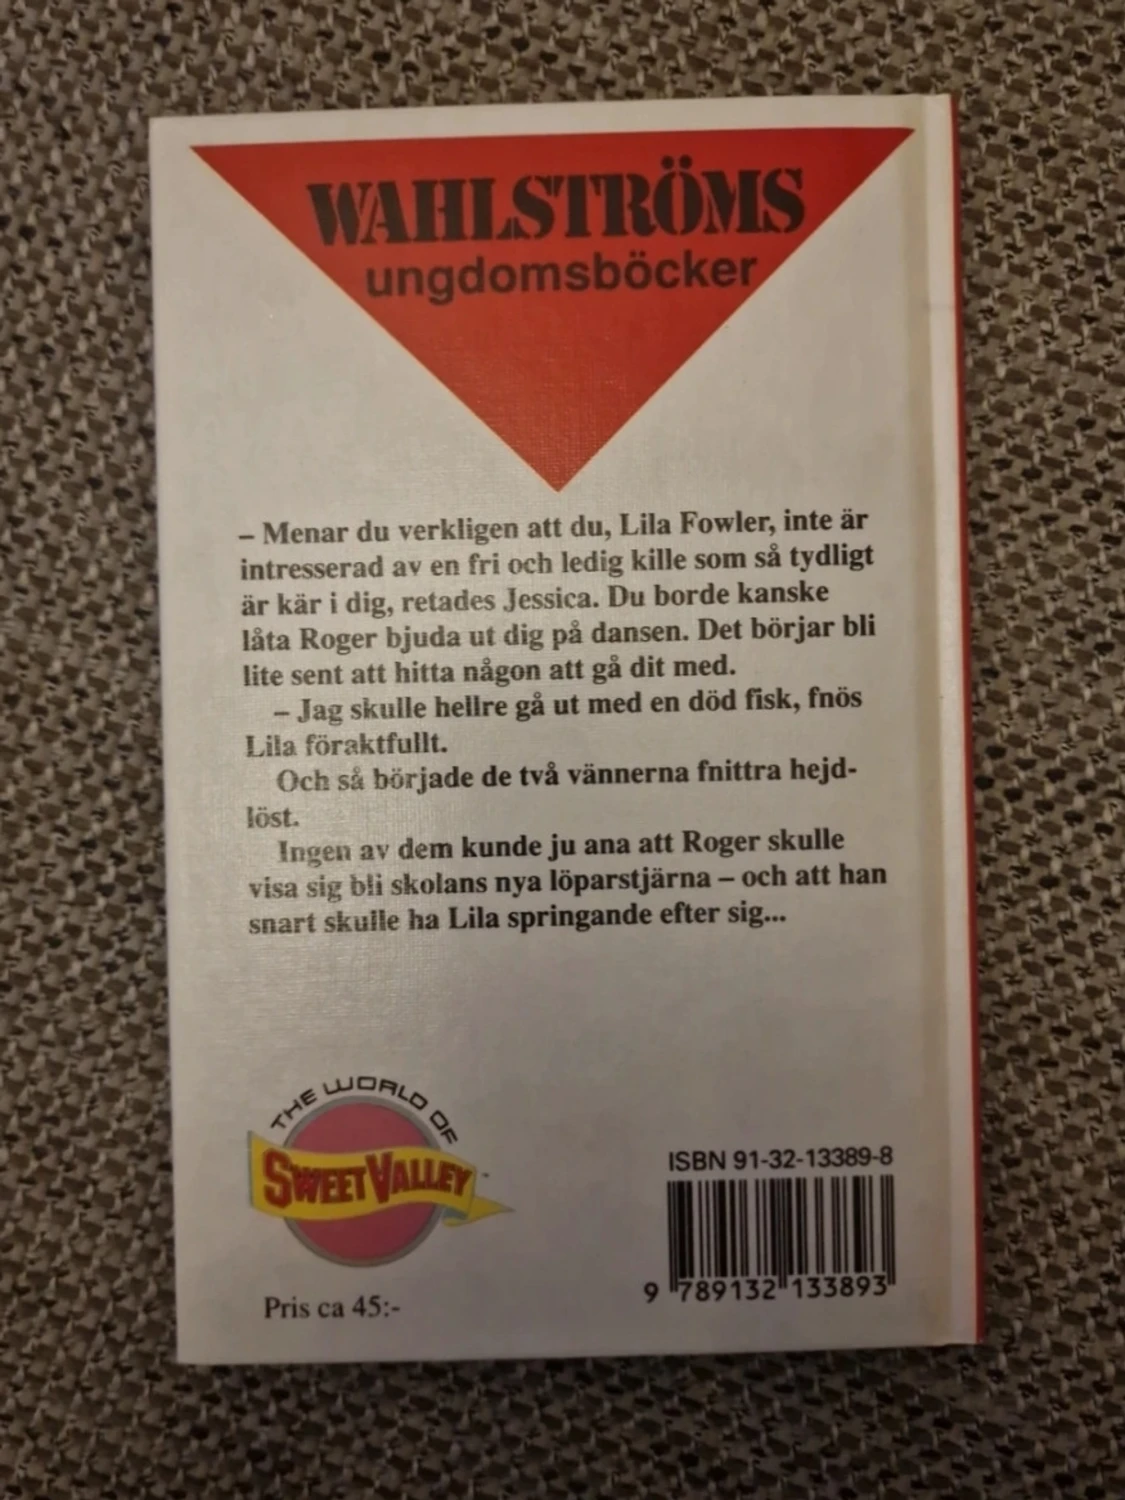 WAHLSTRÖMS
ungdomsböcker
– Menar du verkligen att du, Lila Fowler, inte är
intresserad av en fri och ledig kille som så tydligt
är kär i dig, retades Jessica. Du borde kanske
låta Roger bjuda ut dig på dansen. Det börjar bli
lite sent att hitta någon att gå dit med.
– Jag skulle hellre gå ut med en död fisk, fnös
Lila föraktfullt.
Och så började de två vännerna fnittra hejd-
löst.
Ingen av dem kunde ju ana att Roger skulle
visa sig bli skolans nya löparstjärna – och att han
snart skulle ha Lila springande efter sig...
THE WORLD OF
SWEET VALLEY
ISBN 91-32-13389-8
9 789132 133893
Pris ca 45:-